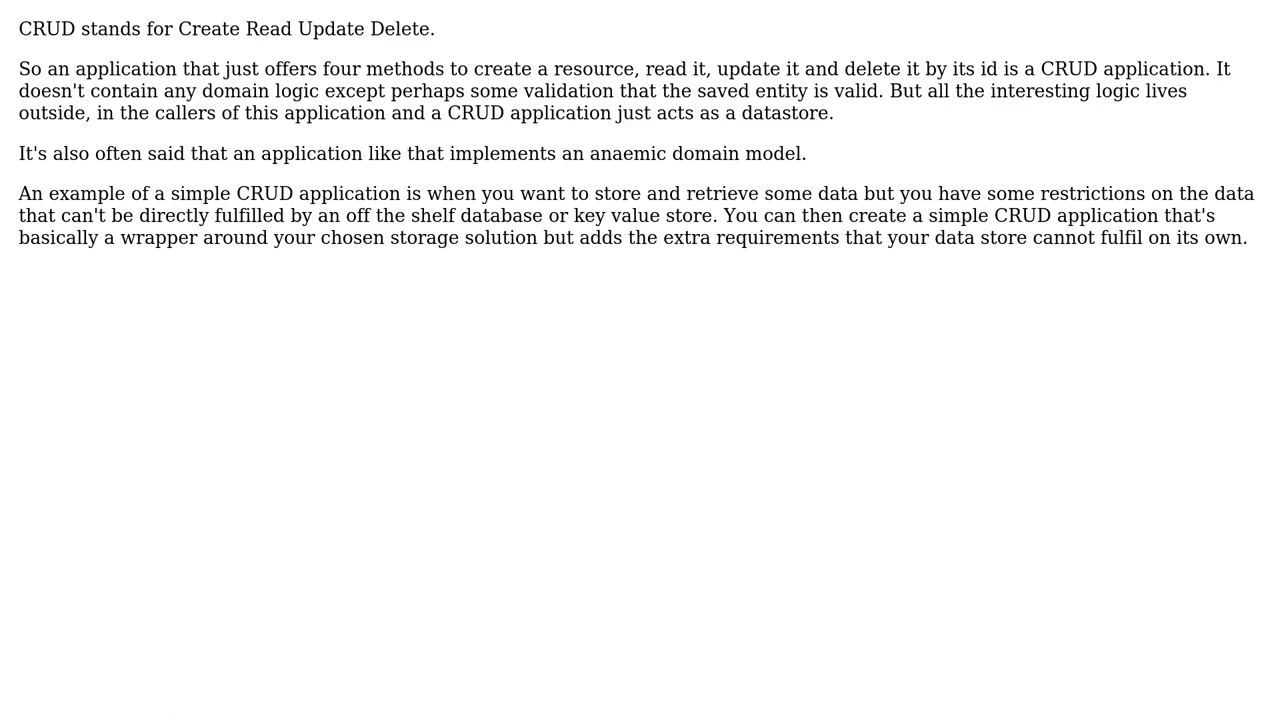 CRUD stands for Create Read Update Delete.
So an application that just offers four methods to create a resource, read it, update it and delete it by its id is a CRUD application. It
doesn't contain any domain logic except perhaps some validation that the saved entity is valid. But all the interesting logic lives
outside, in the callers of this application and a CRUD application just acts as a datastore.
It's also often said that an application like that implements an anaemic domain model.
An example of a simple CRUD application is when you want to store and retrieve some data but you have some restrictions on the data
that can't be directly fulfilled by an off the shelf database or key value store. You can then create a simple CRUD application that's
basically a wrapper around your chosen storage solution but adds the extra requirements that your data store cannot fulfil on its own.